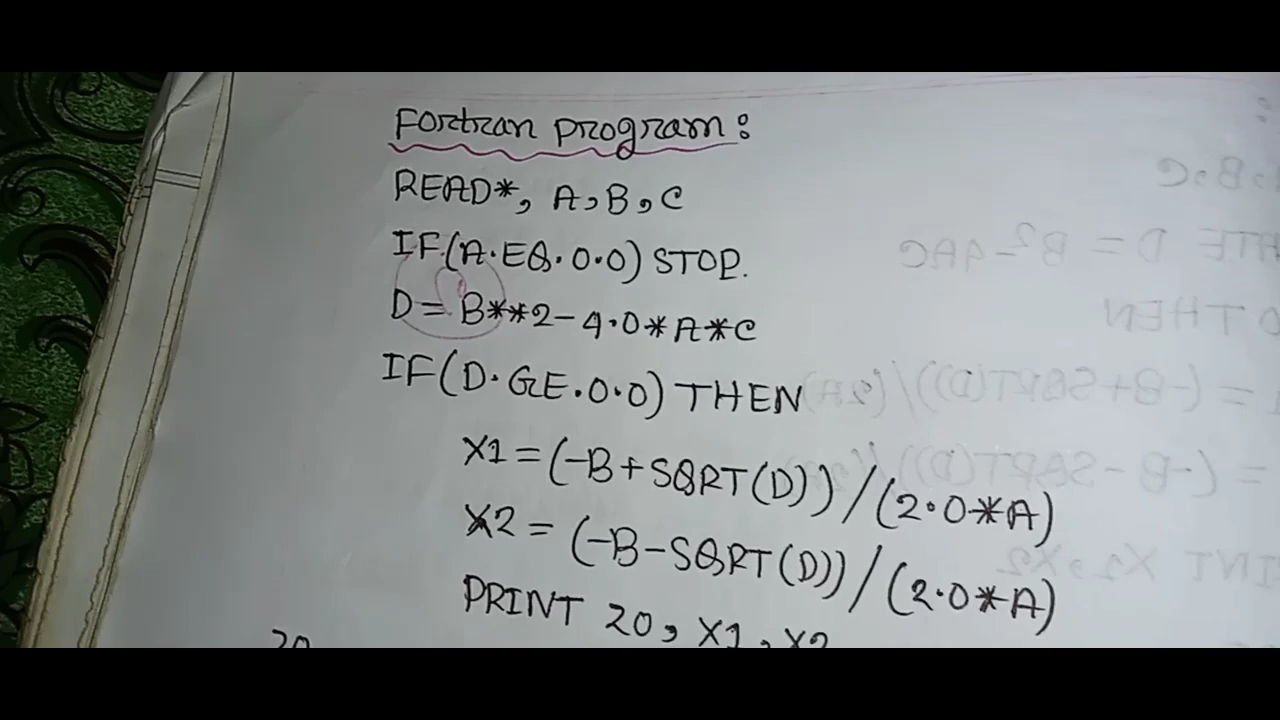 Fortran program:
READ*, A,B,C
IF(A.EQ.0.0) STOP.
D= B**2-4.0*A*C
IF(D.GE.0.0) THEN
X1=(-B+SQRT(D))/(2.0*A)
X2=(-B-SQRT(D))/(2.0*A)
PRINT 20, X1, X2
20